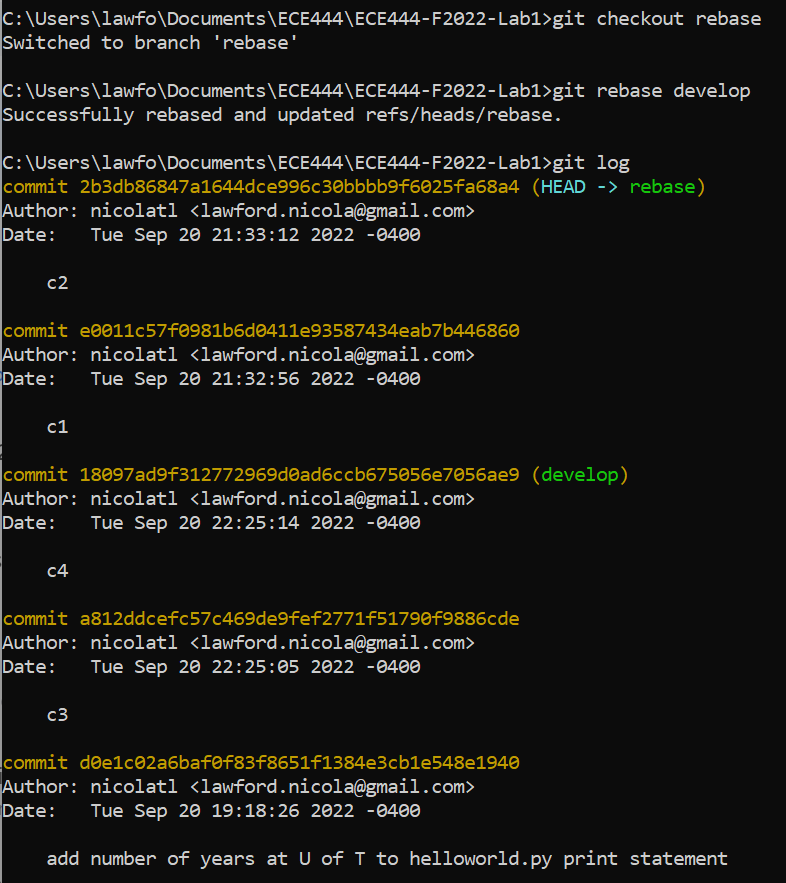 C:\Users\lawfo\Documents\ECE444\ECE444-F2022-Lab1>git checkout rebase
Switched to branch 'rebase'
C:\Users\lawfo\Documents\ECE444\ECE444-F2022-Lab1>git rebase develop
Successfully rebased and updated refs/heads/rebase.
C:\Users\lawfo\Documents\ECE444\ECE444-F2022-Lab1>git log
commit 2b3db86847a1644dce996c30bbbb9f6025fa68a4 (HEAD -> rebase)
Author: nicolatl <lawford.nicola@gmail.com>
Date:   Tue Sep 20 21:33:12 2022 -0400
    c2
commit e0011c57f0981b6d0411e93587434eab7b446860
Author: nicolatl <lawford.nicola@gmail.com>
Date:   Tue Sep 20 21:32:56 2022 -0400
    c1
commit 18097ad9f312772969d0ad6ccb675056e7056ae9 (develop)
Author: nicolatl <lawford.nicola@gmail.com>
Date:   Tue Sep 20 22:25:14 2022 -0400
    c4
commit a812ddcefc57c469de9fef2771f51790f9886cde
Author: nicolatl <lawford.nicola@gmail.com>
Date:   Tue Sep 20 22:25:05 2022 -0400
    c3
commit d0e1c02a6baf0f83f8651f1384e3cb1e548e1940
Author: nicolatl <lawford.nicola@gmail.com>
Date:   Tue Sep 20 19:18:26 2022 -0400
    add number of years at U of T to helloworld.py print statement